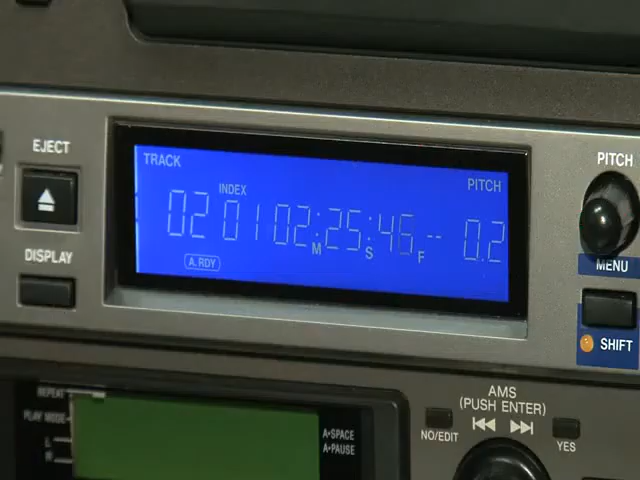 EJECT
PITCH
TRACK
PITCH
INDEX
02 01 02:25:46 -- 0.2
M S F
A.RDY
DISPLAY
MENU
SHIFT
REPEAT
PLAY MODE
L
R
A•SPACE
A•PAUSE
AMS
(PUSH ENTER)
NO/EDIT
YES